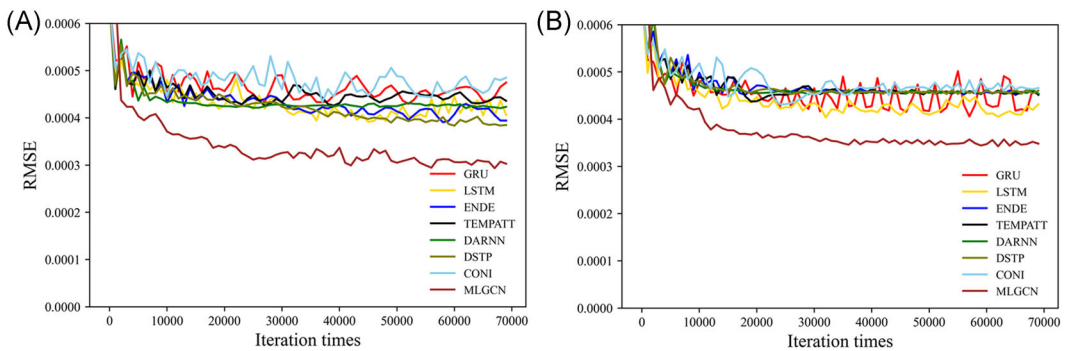 (A)
0.0006
0.0005
0.0004
0.0003
0.0002
0.0001
0.0000
RMSE
GRU
LSTM
ENDE
TEMPATT
DARNN
DSTP
CONI
MLGCN
0 10000 20000 30000 40000 50000 60000 70000
Iteration times
(B)
0.0006
0.0005
0.0004
0.0003
0.0002
0.0001
0.0000
RMSE
GRU
LSTM
ENDE
TEMPATT
DARNN
DSTP
CONI
MLGCN
0 10000 20000 30000 40000 50000 60000 70000
Iteration times